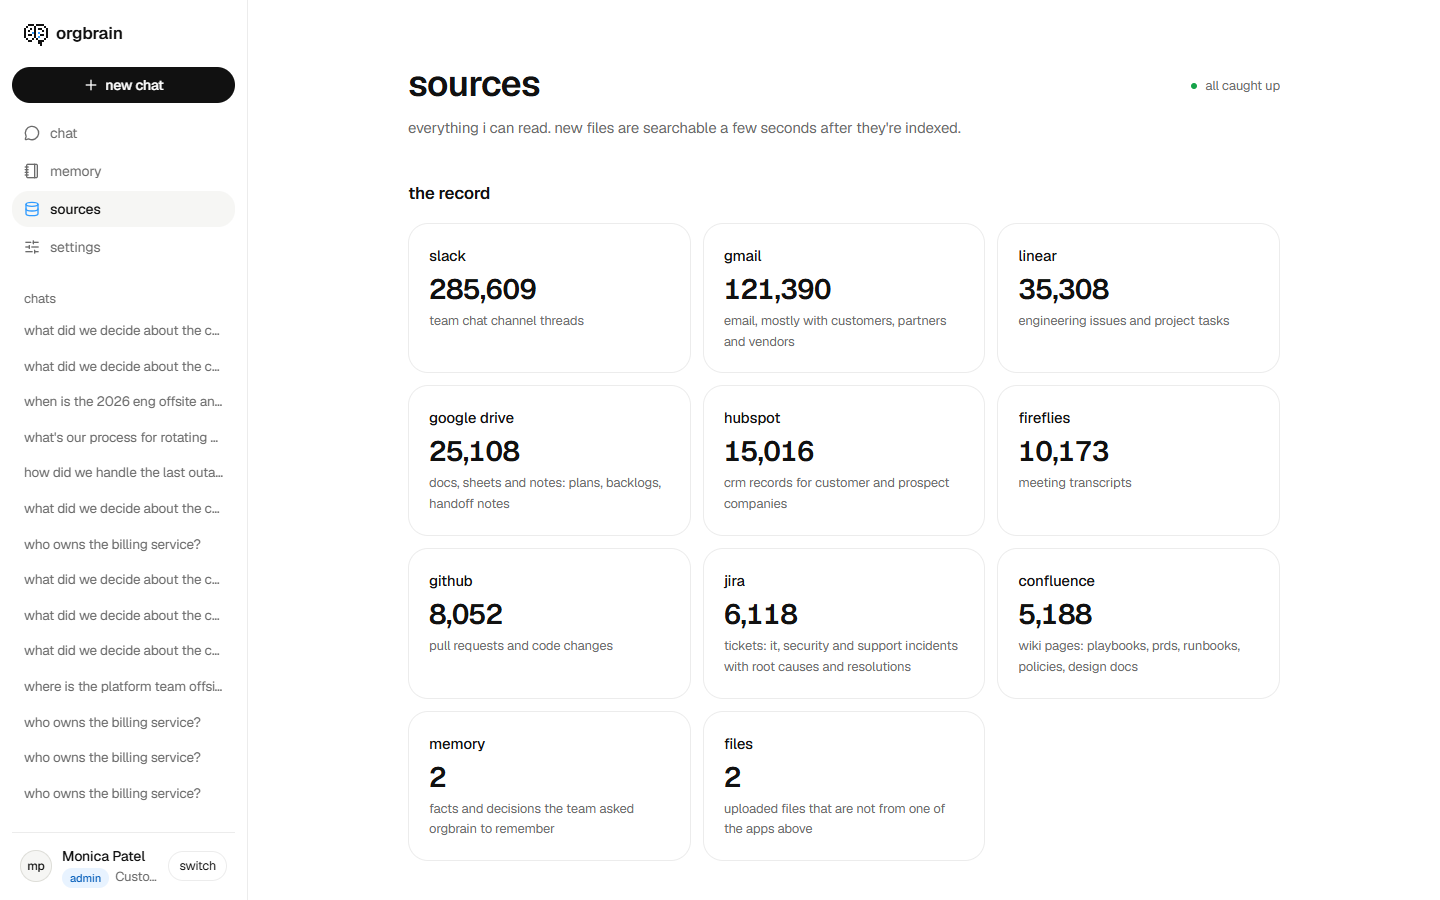 orgbrain
new chat
chat
memory
sources
settings
chats
what did we decide about the c...
what did we decide about the c...
when is the 2026 eng offsite an...
what's our process for rotating ...
how did we handle the last outa...
what did we decide about the c...
who owns the billing service?
what did we decide about the c...
what did we decide about the c...
what did we decide about the c...
where is the platform team offsi...
who owns the billing service?
who owns the billing service?
who owns the billing service?
mp
Monica Patel
admin Custo...
switch
sources
all caught up
everything i can read. new files are searchable a few seconds after they're indexed.
the record
slack
285,609
team chat channel threads
gmail
121,390
email, mostly with customers, partners
and vendors
linear
35,308
engineering issues and project tasks
google drive
25,108
docs, sheets and notes: plans, backlogs,
handoff notes
hubspot
15,016
crm records for customer and prospect
companies
fireflies
10,173
meeting transcripts
github
8,052
pull requests and code changes
jira
6,118
tickets: it, security and support incidents
with root causes and resolutions
confluence
5,188
wiki pages: playbooks, prds, runbooks,
policies, design docs
memory
2
facts and decisions the team asked
orgbrain to remember
files
2
uploaded files that are not from one of
the apps above